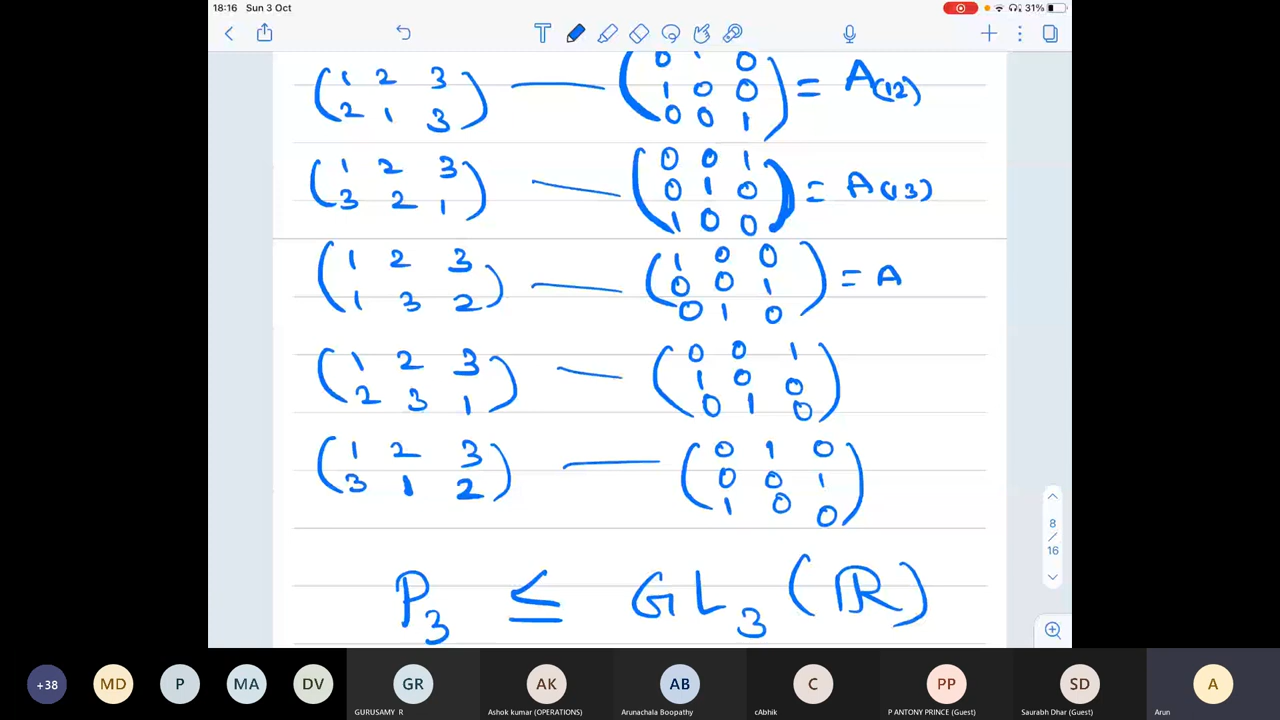 18:16 Sun 3 Oct 31%
T
(1 2 3 — (0 1 0
2 1 3) 1 0 0 = A(12)
0 0 1)
(1 2 3 — (0 0 1
3 2 1) 0 1 0 = A(13)
1 0 0)
(1 2 3 — (1 0 0
1 3 2) 0 0 1 = A
0 1 0)
(1 2 3 — (0 0 1
2 3 1) 1 0 0
0 1 0)
(1 2 3 — (0 1 0
3 1 2) 0 0 1
1 0 0)
P3 ≤ GL3 (ℝ)
8
/
16
+38 MD P MA DV GR AK AB C PP SD A
GURUSAMY R Ashok kumar (OPERATIONS) Arunachala Boopathy cAbhik P ANTONY PRINCE (Guest) Saurabh Dhar (Guest) Arun